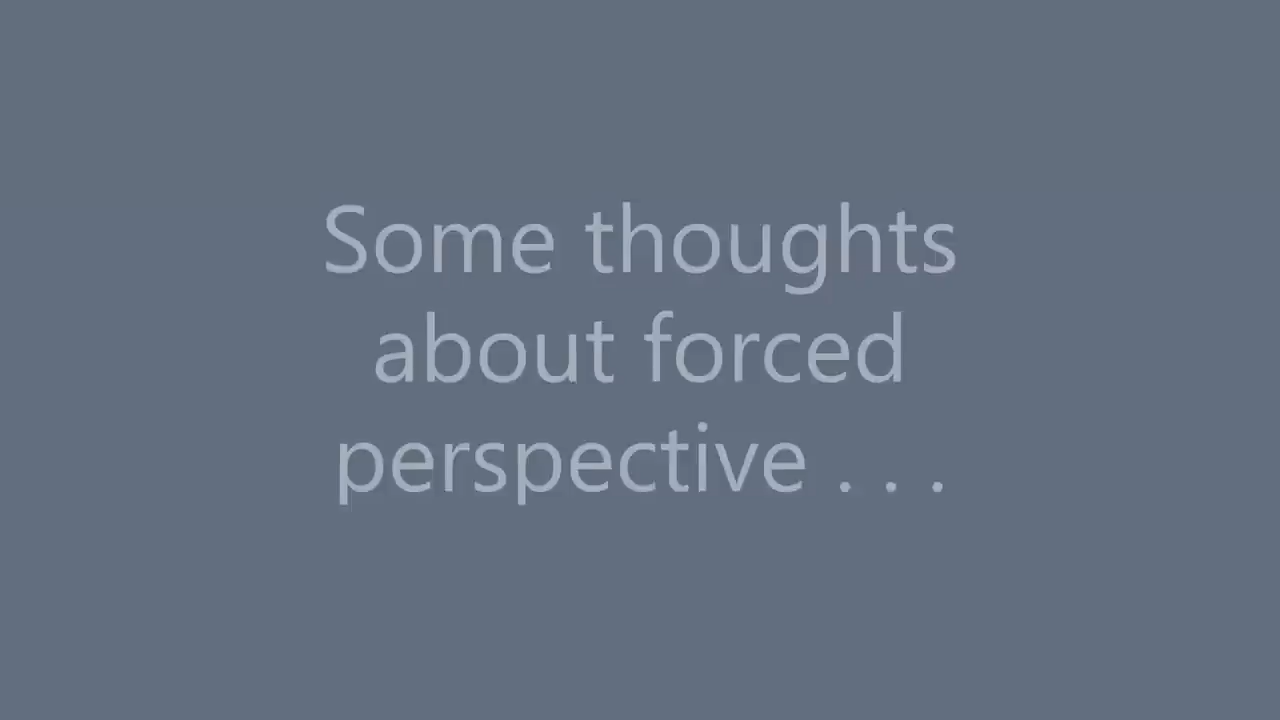 Some thoughts
about forced
perspective . . .